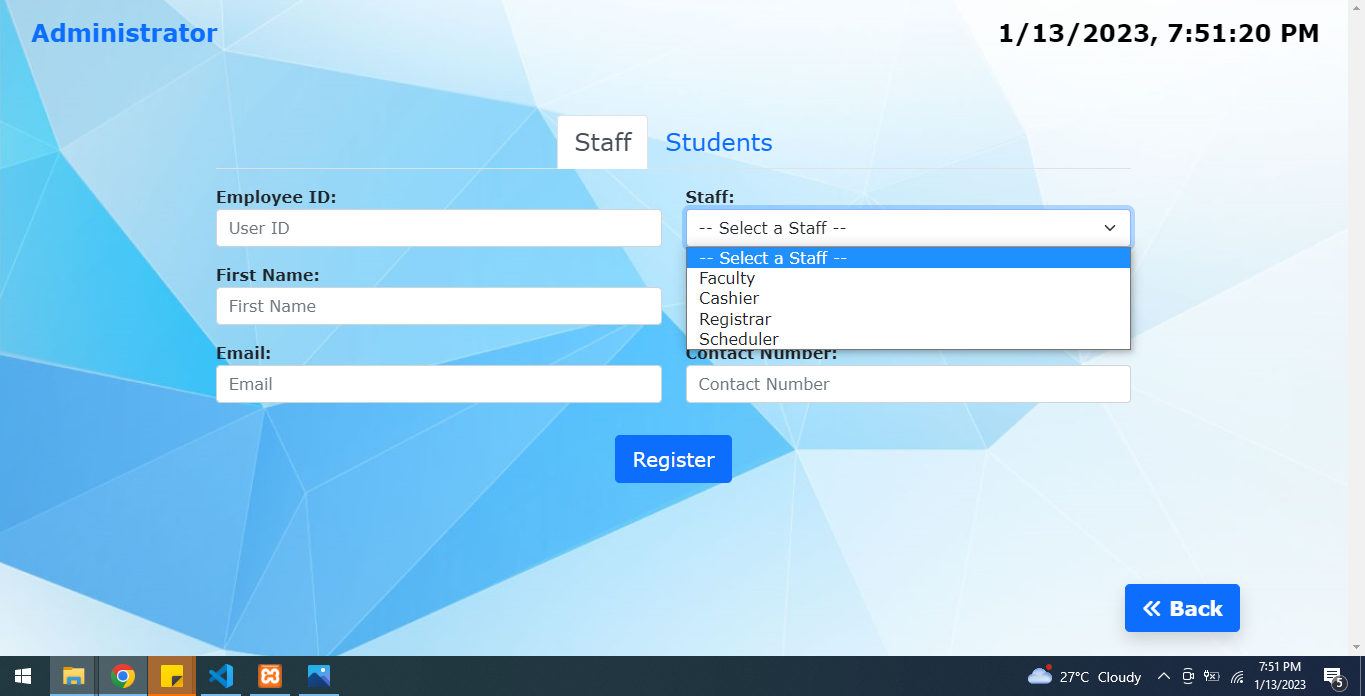 Administrator
1/13/2023, 7:51:20 PM
Staff
Students
Employee ID:
User ID
Staff:
-- Select a Staff --
-- Select a Staff --
Faculty
Cashier
Registrar
Scheduler
First Name:
First Name
Email:
Email
Contact Number:
Contact Number
Register
« Back
27°C Cloudy
7:51 PM
1/13/2023
5